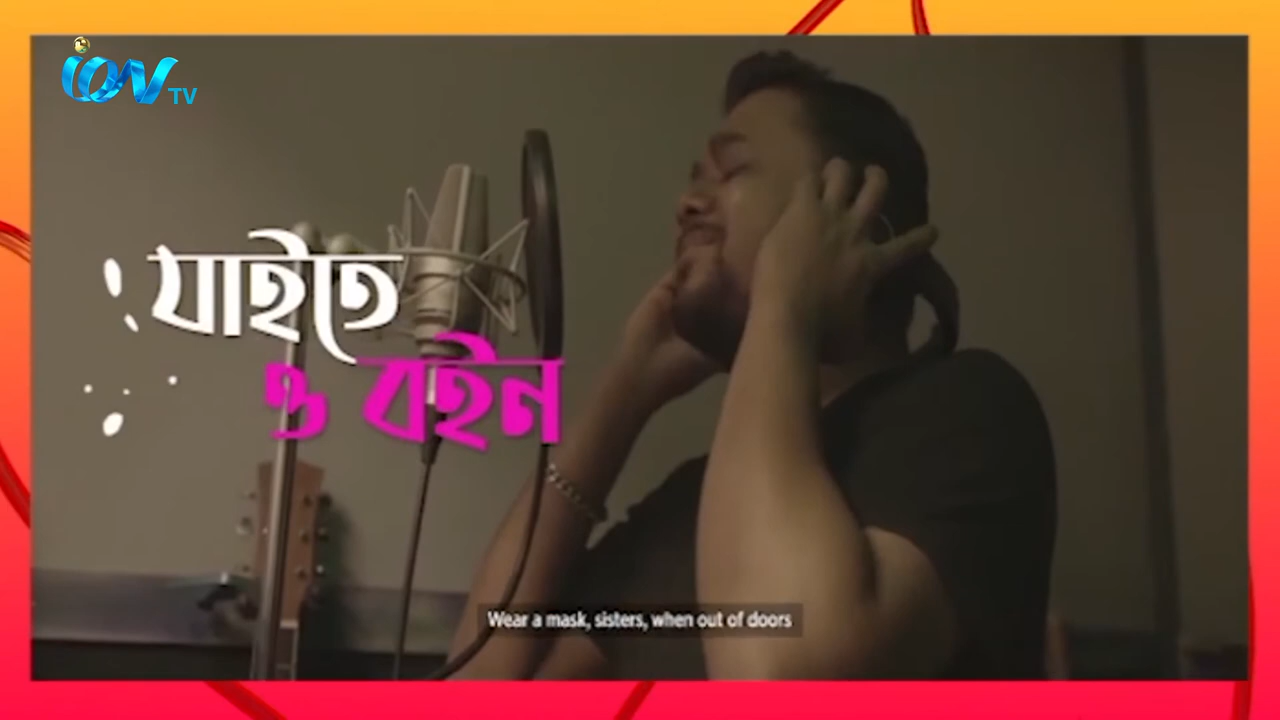 ION TV
যাইতে
ও বইন
Wear a mask, sisters, when out of doors